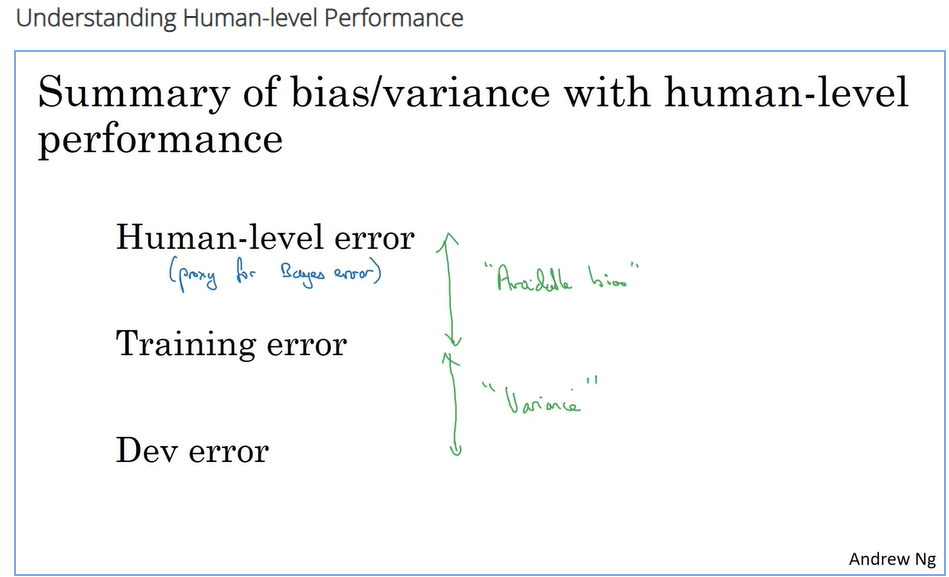 Understanding Human-level Performance
Summary of bias/variance with human-level
performance
Human-level error
(proxy for Bayes error)
"Avoidable bias"
Training error
"Variance"
Dev error
Andrew Ng